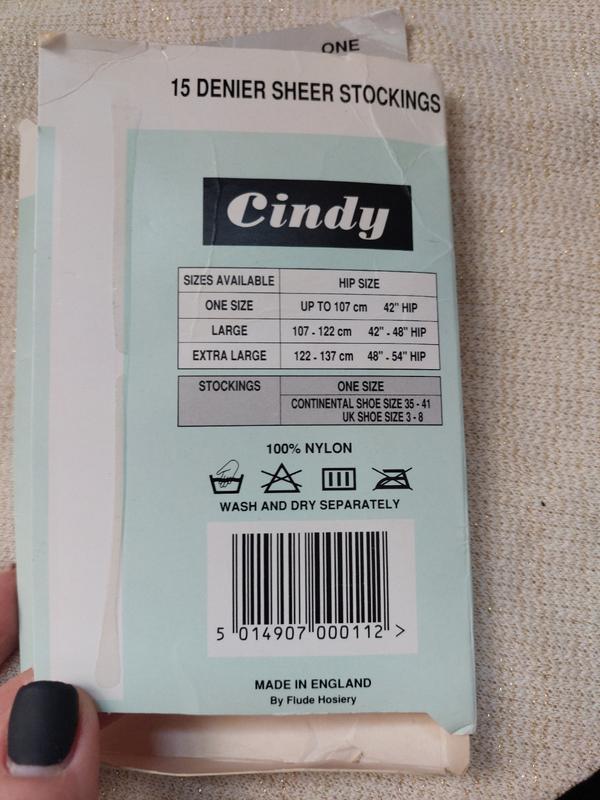 ONE
15 DENIER SHEER STOCKINGS
Cindy
SIZES AVAILABLE HIP SIZE
ONE SIZE UP TO 107 cm 42" HIP
LARGE 107 - 122 cm 42" - 48" HIP
EXTRA LARGE 122 - 137 cm 48" - 54" HIP
STOCKINGS ONE SIZE
CONTINENTAL SHOE SIZE 35 - 41
UK SHOE SIZE 3 - 8
100% NYLON
WASH AND DRY SEPARATELY
5 014907 000112 >
MADE IN ENGLAND
By Flude Hosiery